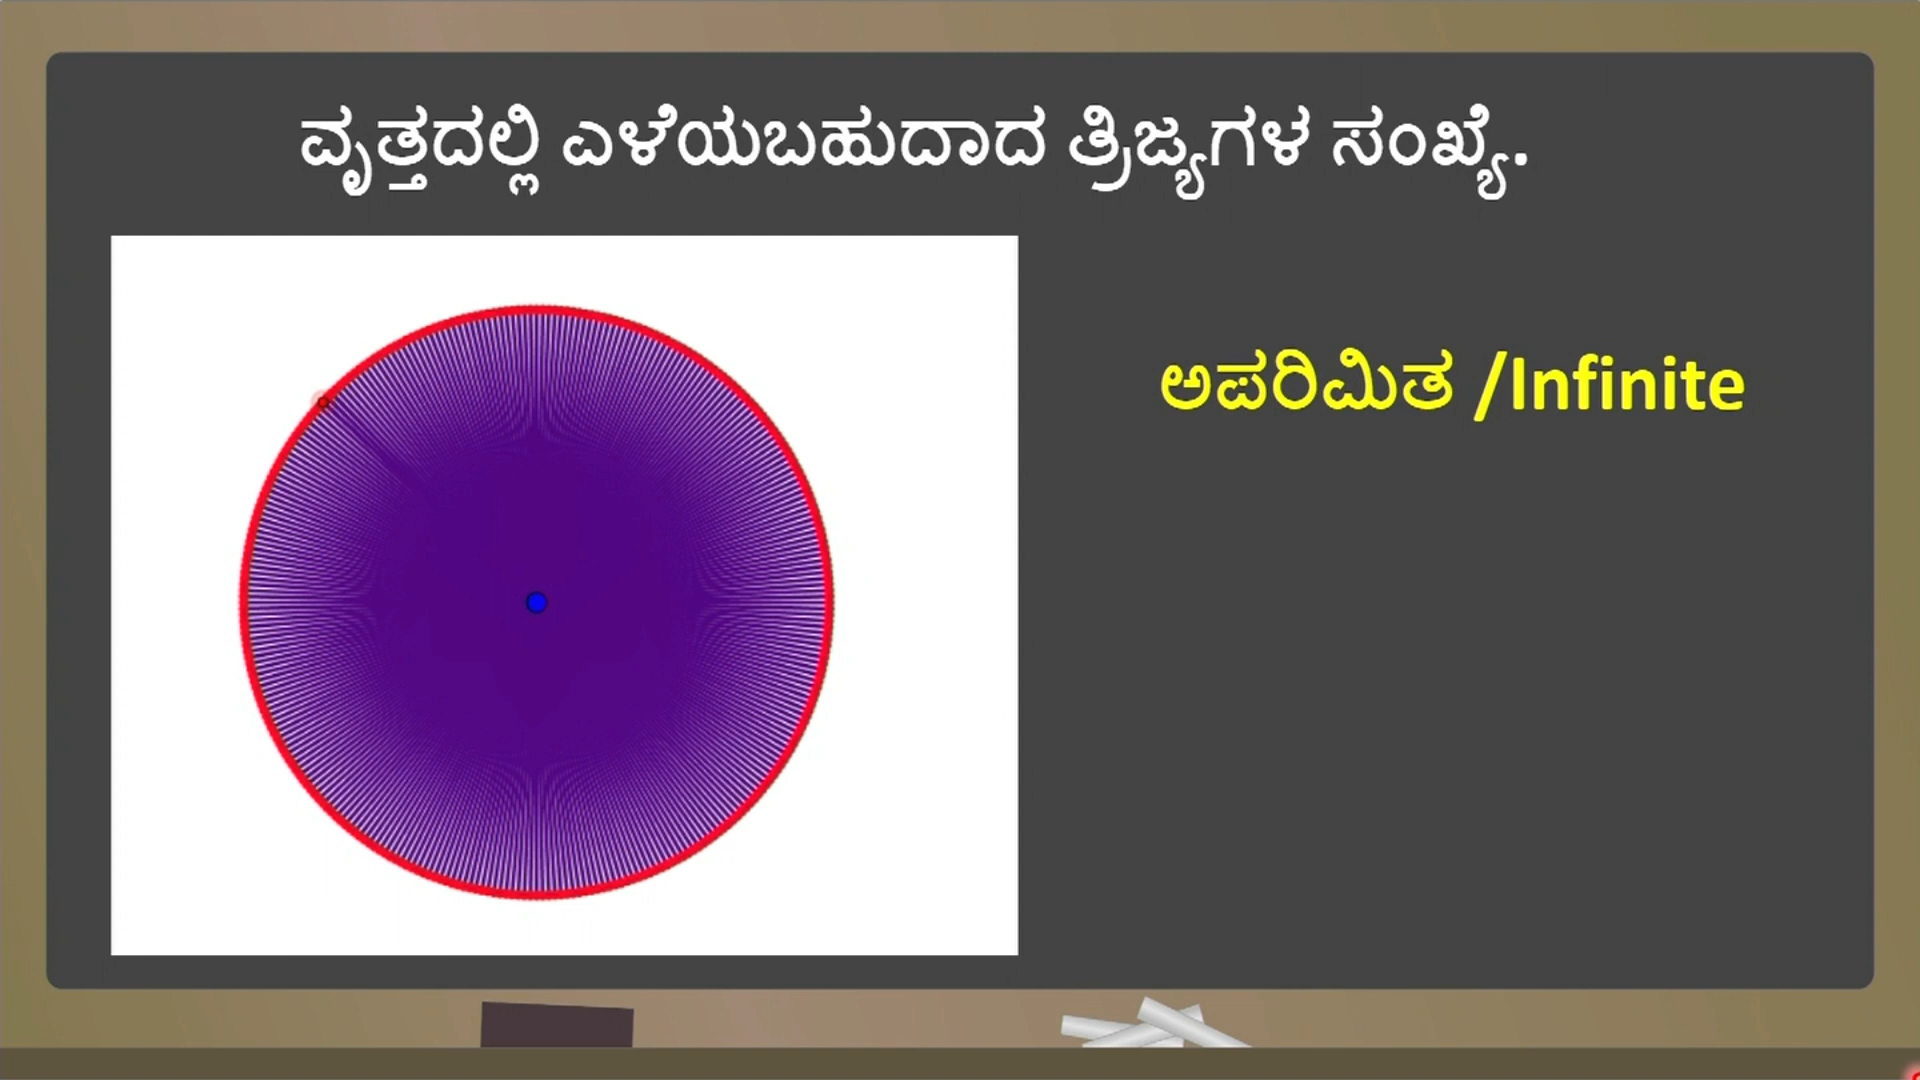 ವೃತ್ತದಲ್ಲಿ ಎಳೆಯಬಹುದಾದ ತ್ರಿಜ್ಯಗಳ ಸಂಖ್ಯೆ.
ಅಪರಿಮಿತ /Infinite